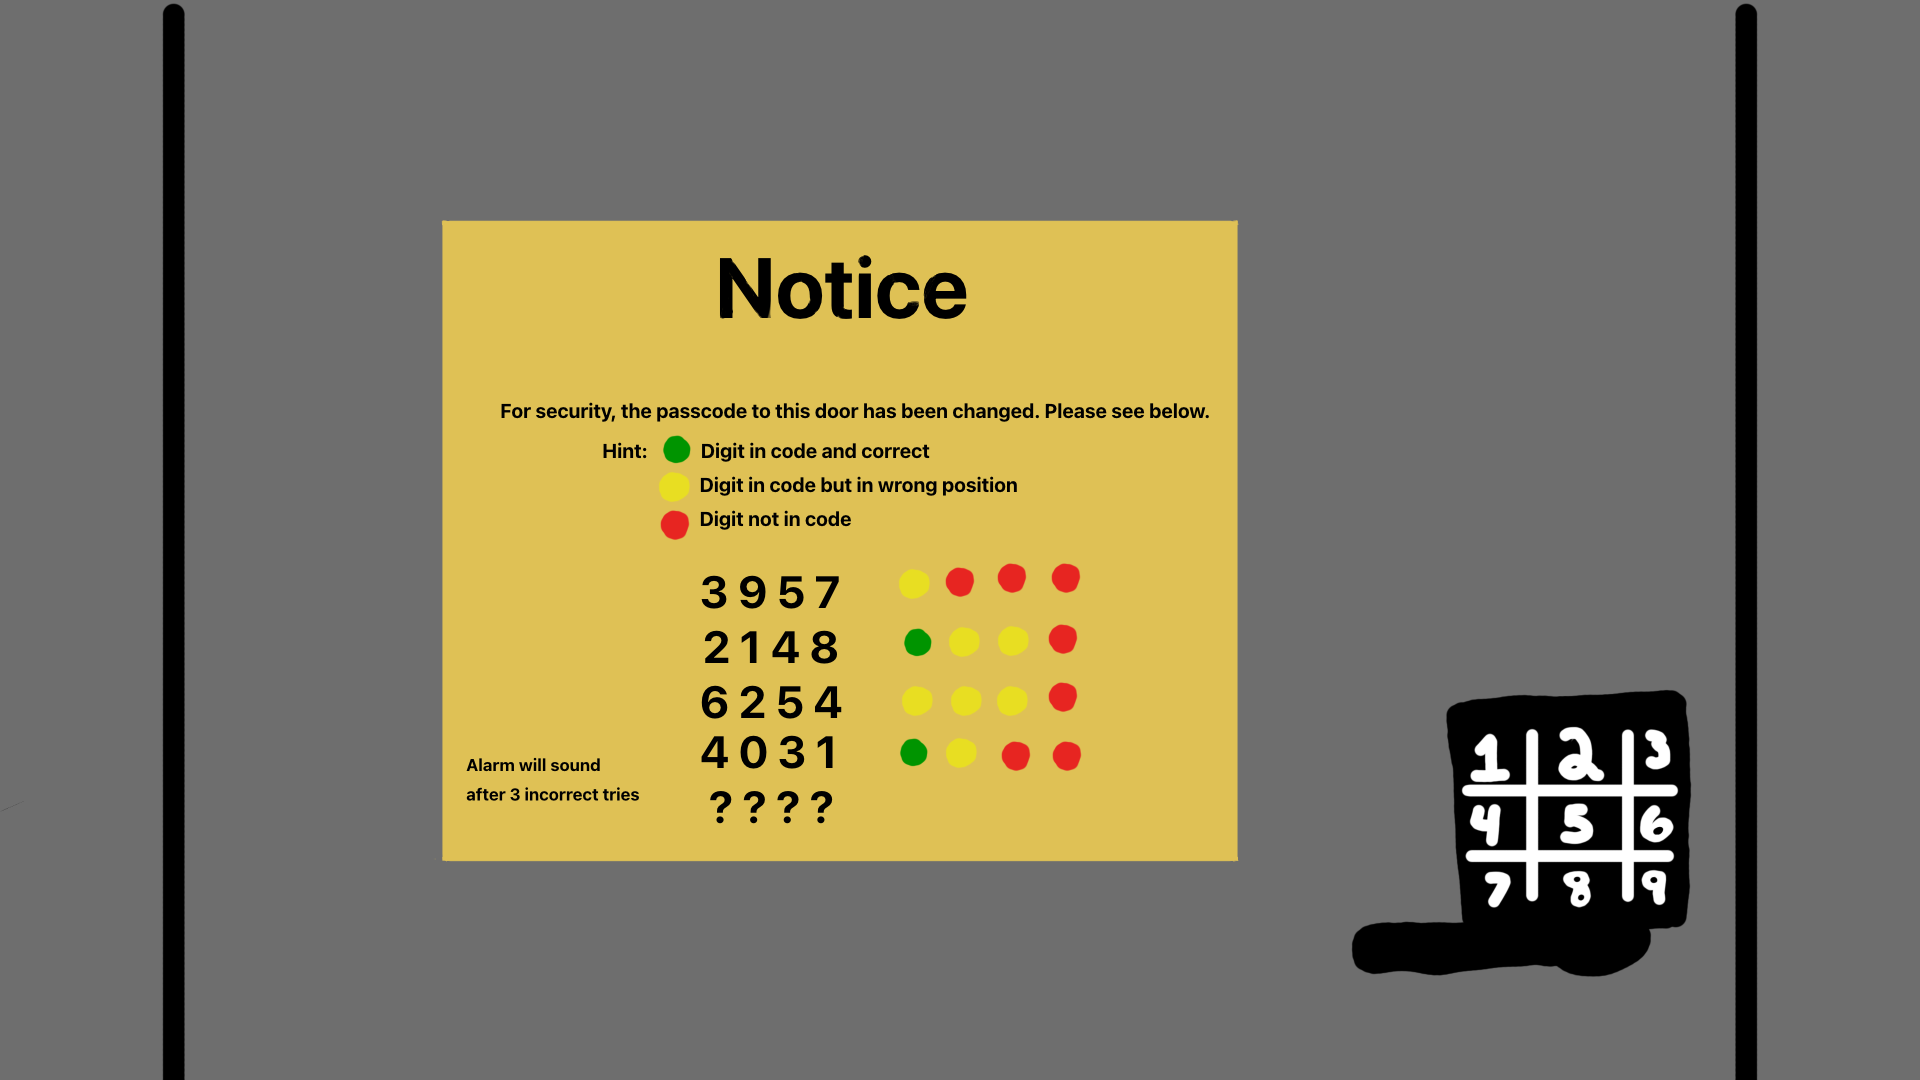 Notice
For security, the passcode to this door has been changed. Please see below.
Hint: Digit in code and correct
Digit in code but in wrong position
Digit not in code
3 9 5 7
2 1 4 8
6 2 5 4
4 0 3 1
? ? ? ?
Alarm will sound
after 3 incorrect tries
1 2 3
4 5 6
7 8 9